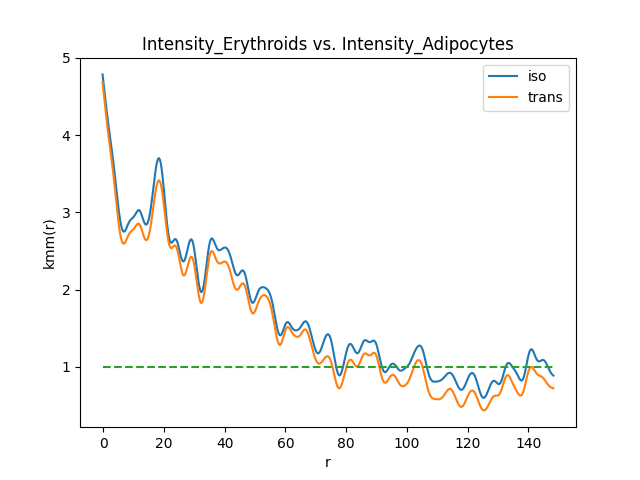 Intensity_Erythroids vs. Intensity_Adipocytes
iso
trans
kmm(r)
5
4
3
2
1
0 20 40 60 80 100 120 140
r